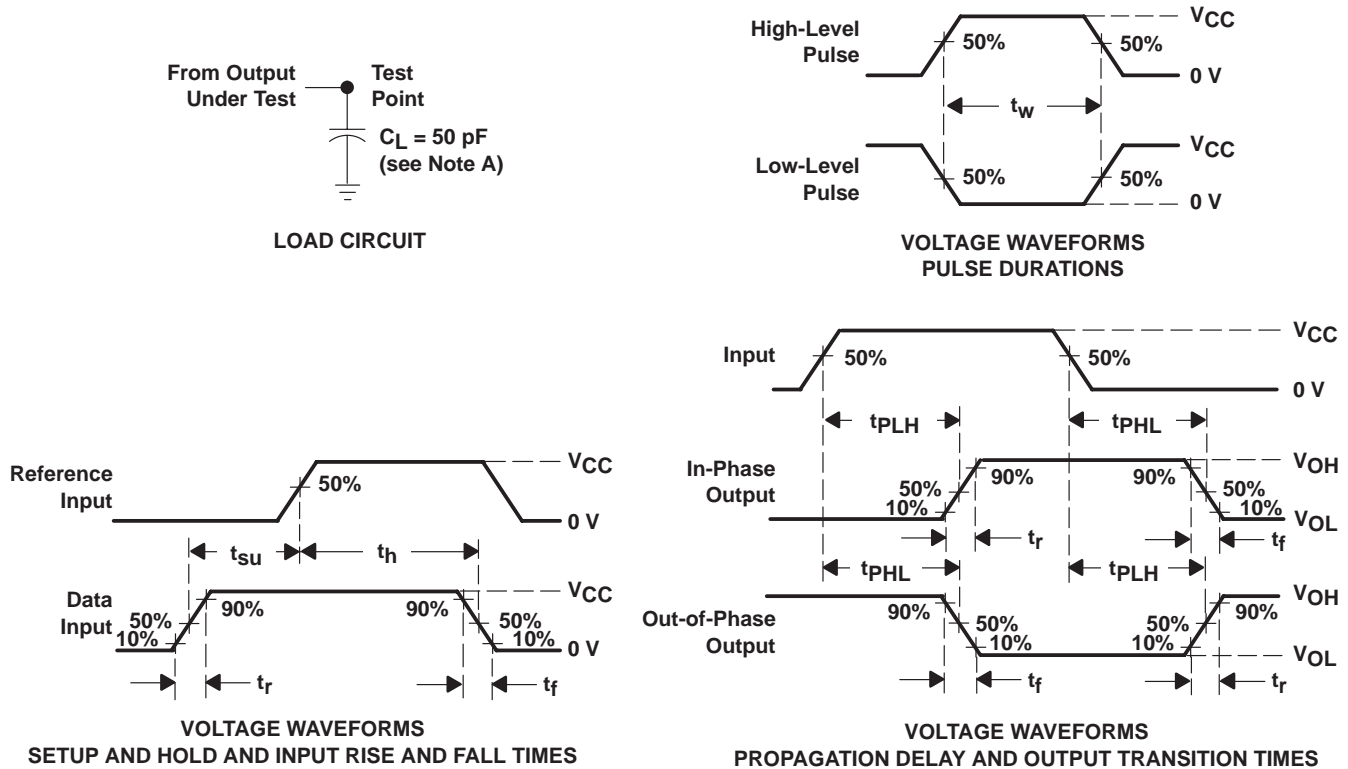 From Output
Under Test
Test
Point
CL = 50 pF
(see Note A)
LOAD CIRCUIT
High-Level
Pulse
50%
50%
VCC
0 V
tw
Low-Level
Pulse
50%
50%
VCC
0 V
VOLTAGE WAVEFORMS
PULSE DURATIONS
Reference
Input
50%
VCC
0 V
tsu
th
Data
Input
50%
10%
90%
90%
50%
10%
VCC
0 V
tr
tf
VOLTAGE WAVEFORMS
SETUP AND HOLD AND INPUT RISE AND FALL TIMES
Input
50%
50%
VCC
0 V
tPLH
tPHL
In-Phase
Output
50%
10%
90%
90%
50%
10%
VOH
VOL
tr
tf
tPHL
tPLH
Out-of-Phase
Output
90%
50%
10%
50%
10%
90%
VOH
VOL
tf
tr
VOLTAGE WAVEFORMS
PROPAGATION DELAY AND OUTPUT TRANSITION TIMES